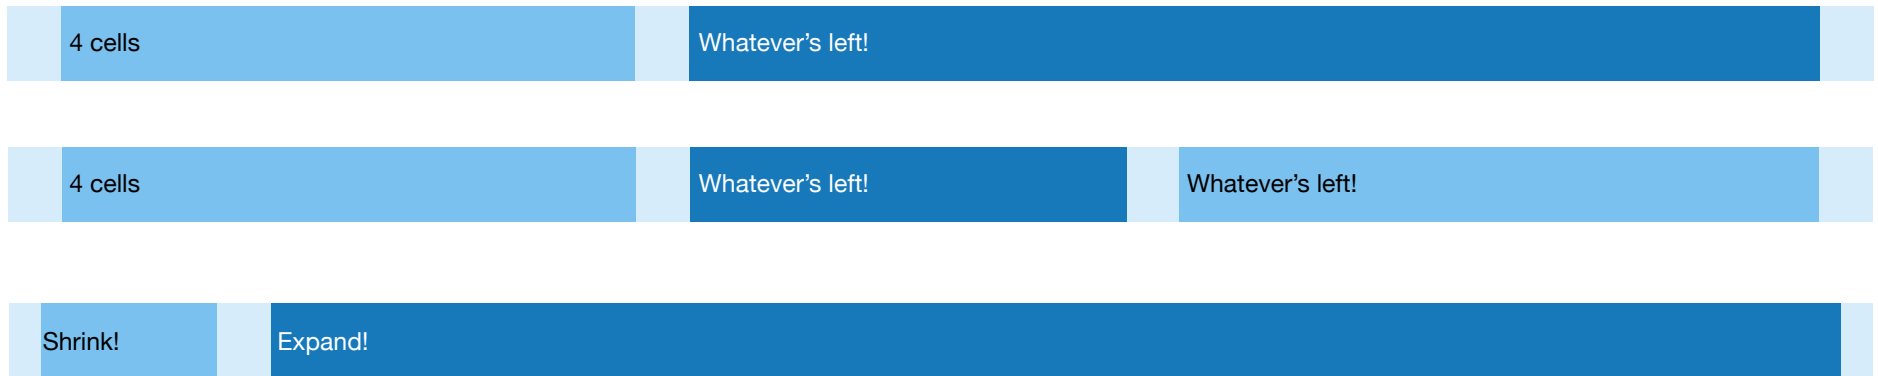 4 cells Whatever’s left!
4 cells Whatever’s left! Whatever’s left!
Shrink! Expand!